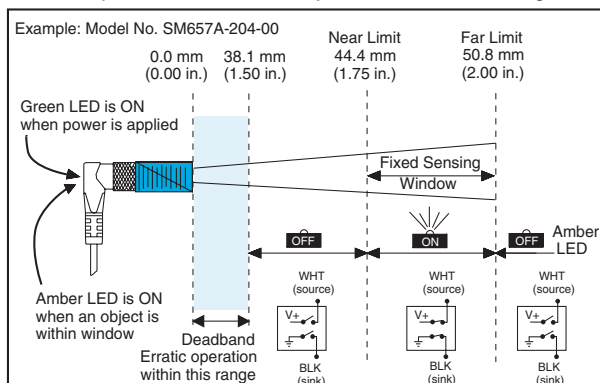 Example: Model No. SM657A-204-00
0.0 mm
(0.00 in.)
38.1 mm
(1.50 in.)
Near Limit
44.4 mm
(1.75 in.)
Far Limit
50.8 mm
(2.00 in.)
Green LED is ON
when power is applied
Fixed Sensing
Window
OFF
ON
OFF
Amber
LED
Amber LED is ON
when an object is
within window
Deadband
Erratic operation
within this range
WHT
(source)
V+
BLK
(sink)
WHT
(source)
V+
BLK
(sink)
WHT
(source)
V+
BLK
(sink)